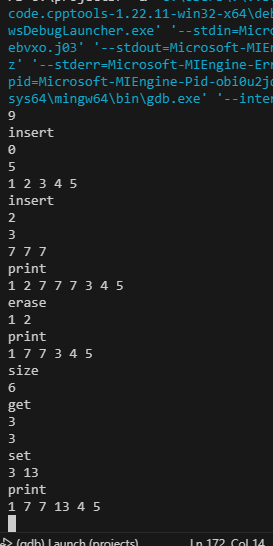 code.cpptools-1.22.11-win32-x64\de
wsDebugLauncher.exe' '--stdin=Micro
ebvxo.j03' '--stdout=Microsoft-MIEn
z' '--stderr=Microsoft-MIEngine-Err
pid=Microsoft-MIEngine-Pid-obi0u2j
sys64\mingw64\bin\gdb.exe' '--inter
9
insert
0
5
1 2 3 4 5
insert
2
3
7 7 7
print
1 2 7 7 7 3 4 5
erase
1 2
print
1 7 7 3 4 5
size
6
get
3
3
set
3 13
print
1 7 7 13 4 5
(gdb) Launch (projects) Ln 172, Col 14